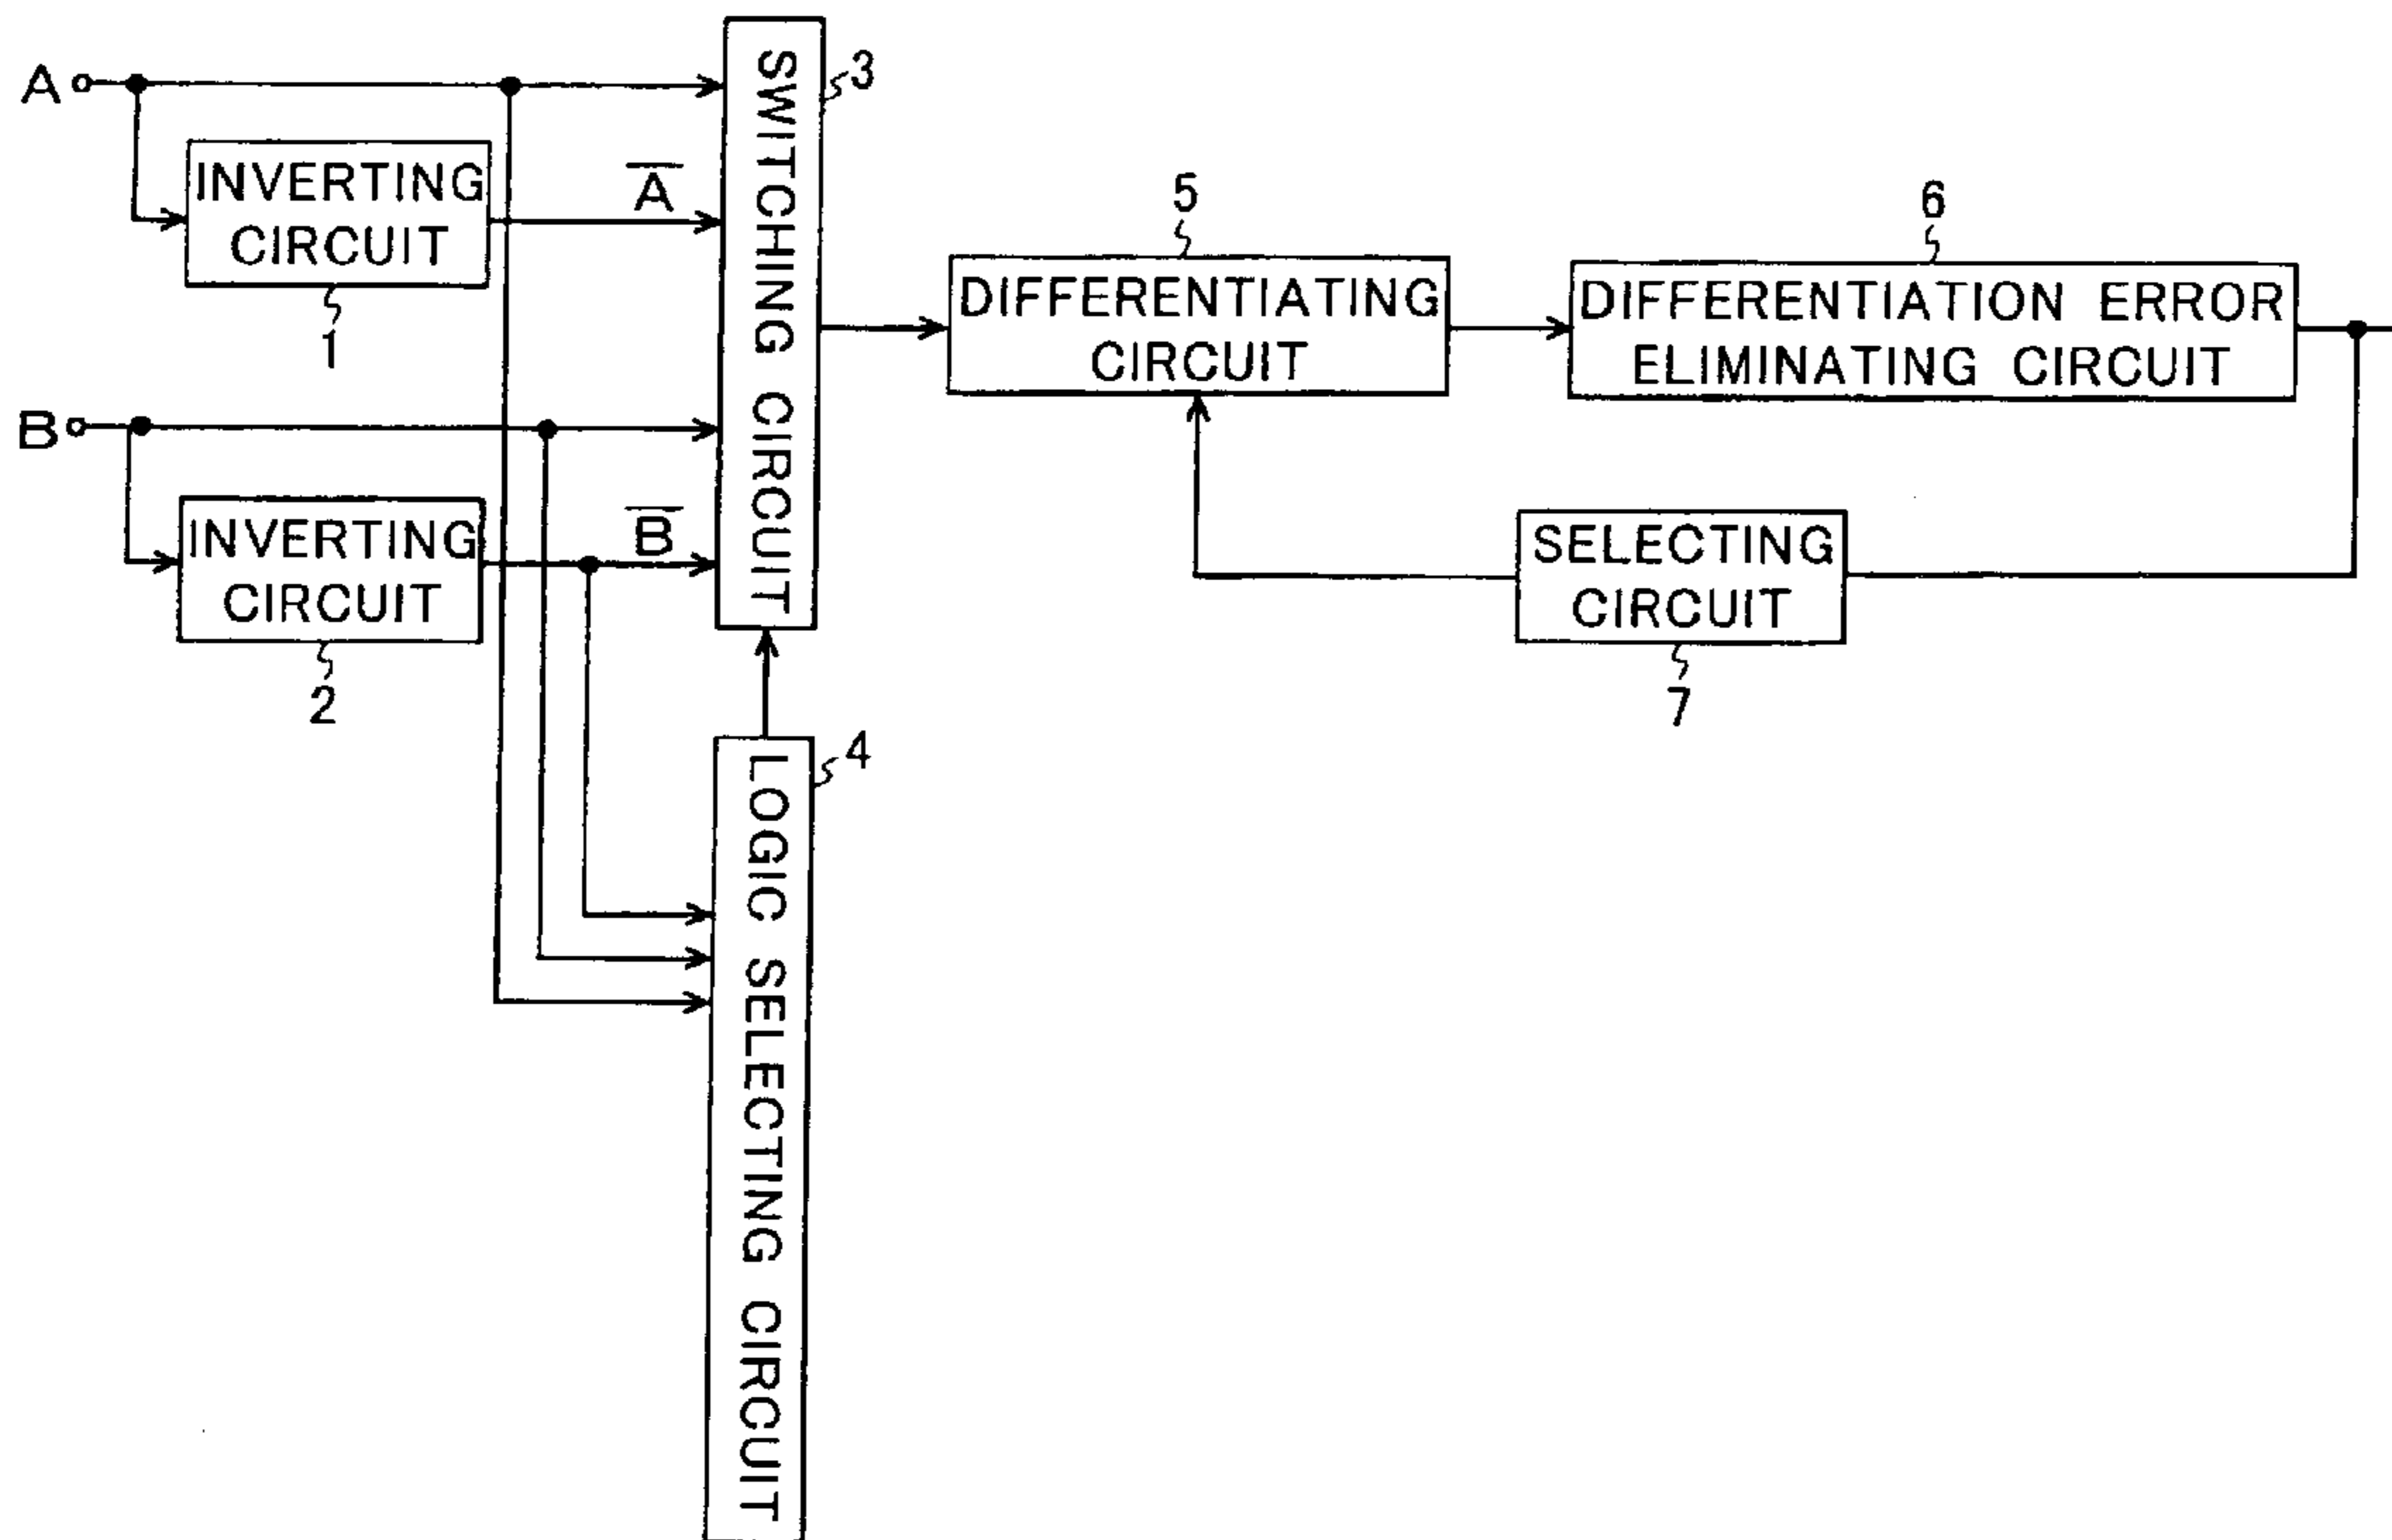 A
SWITCHING CIRCUIT
3
INVERTING
CIRCUIT
1
A̅
B
INVERTING
CIRCUIT
2
B̅
LOGIC SELECTING CIRCUIT
4
5
DIFFERENTIATING
CIRCUIT
6
DIFFERENTIATION ERROR
ELIMINATING CIRCUIT
SELECTING
CIRCUIT
7